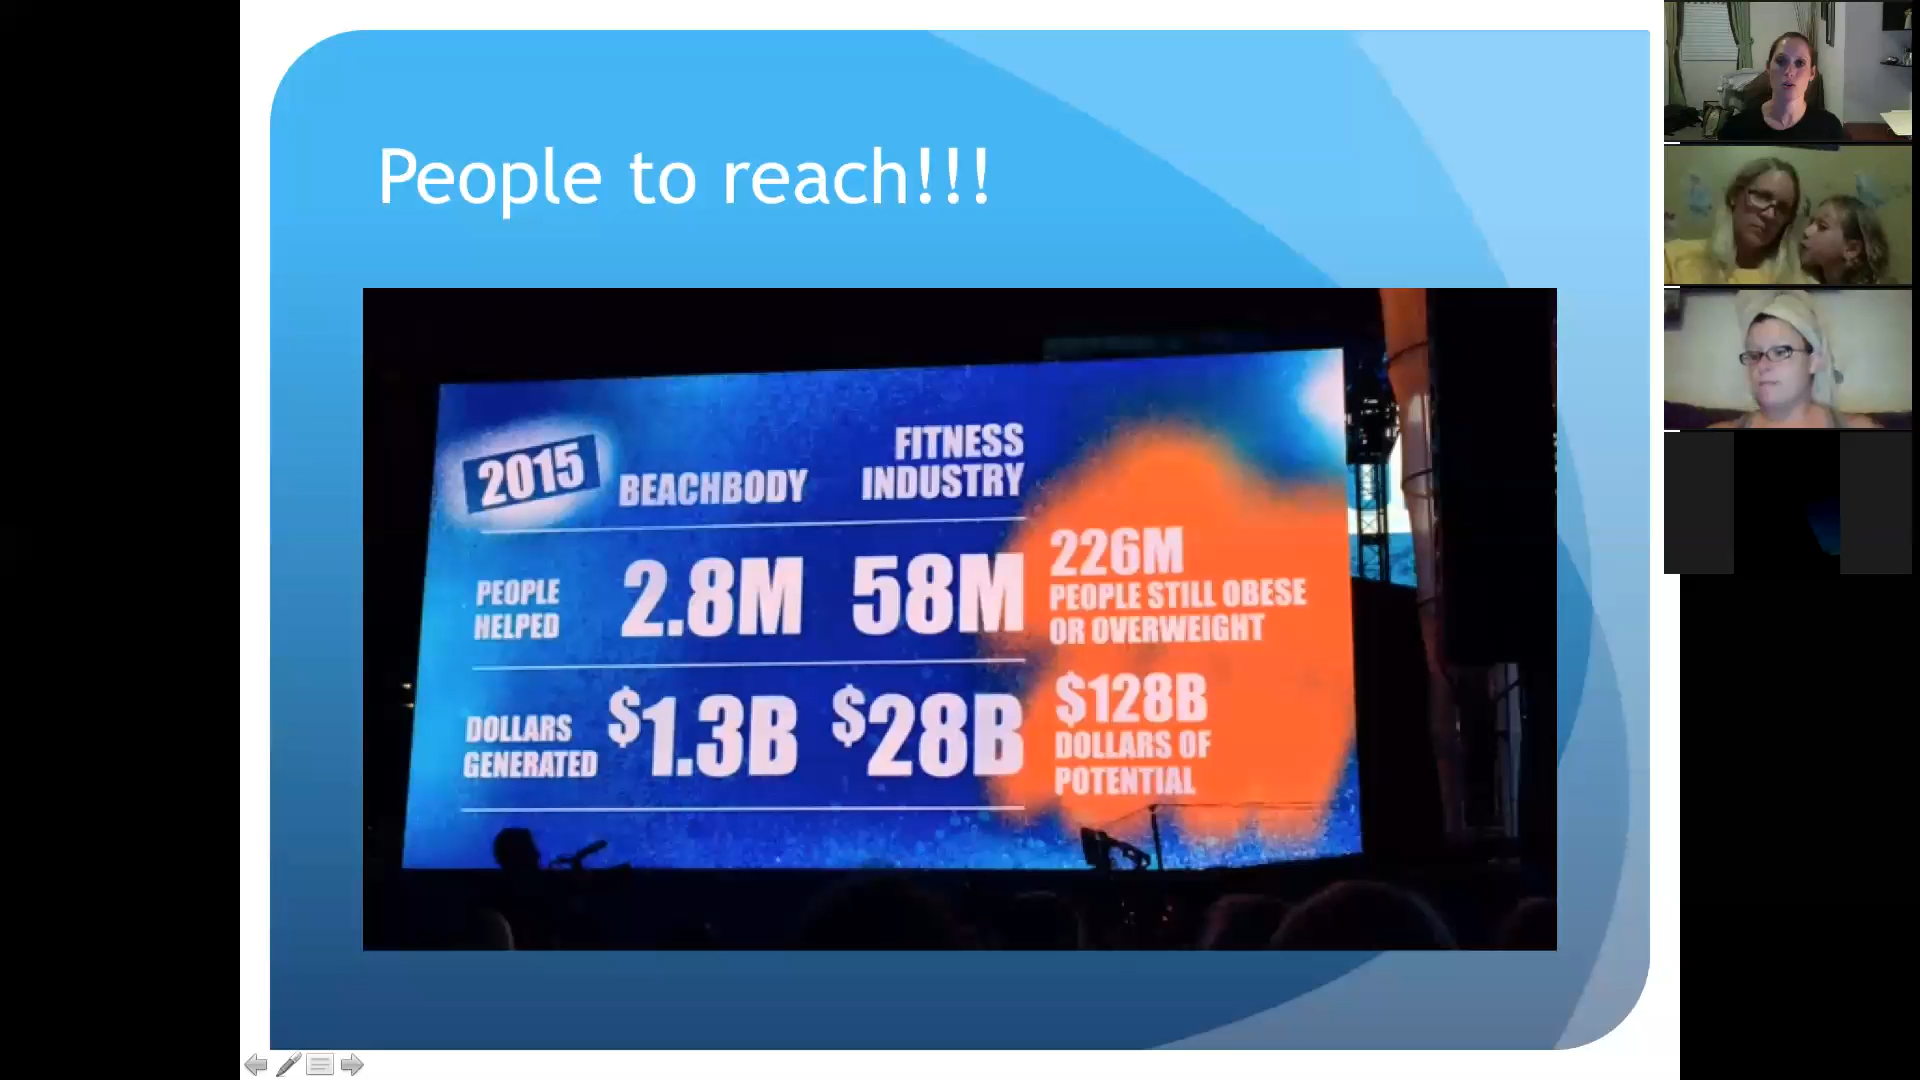 People to reach!!!
2015
BEACHBODY
FITNESS
INDUSTRY
PEOPLE
HELPED
2.8M
58M
226M
PEOPLE STILL OBESE
OR OVERWEIGHT
DOLLARS
GENERATED
$1.3B
$28B
$128B
DOLLARS OF
POTENTIAL